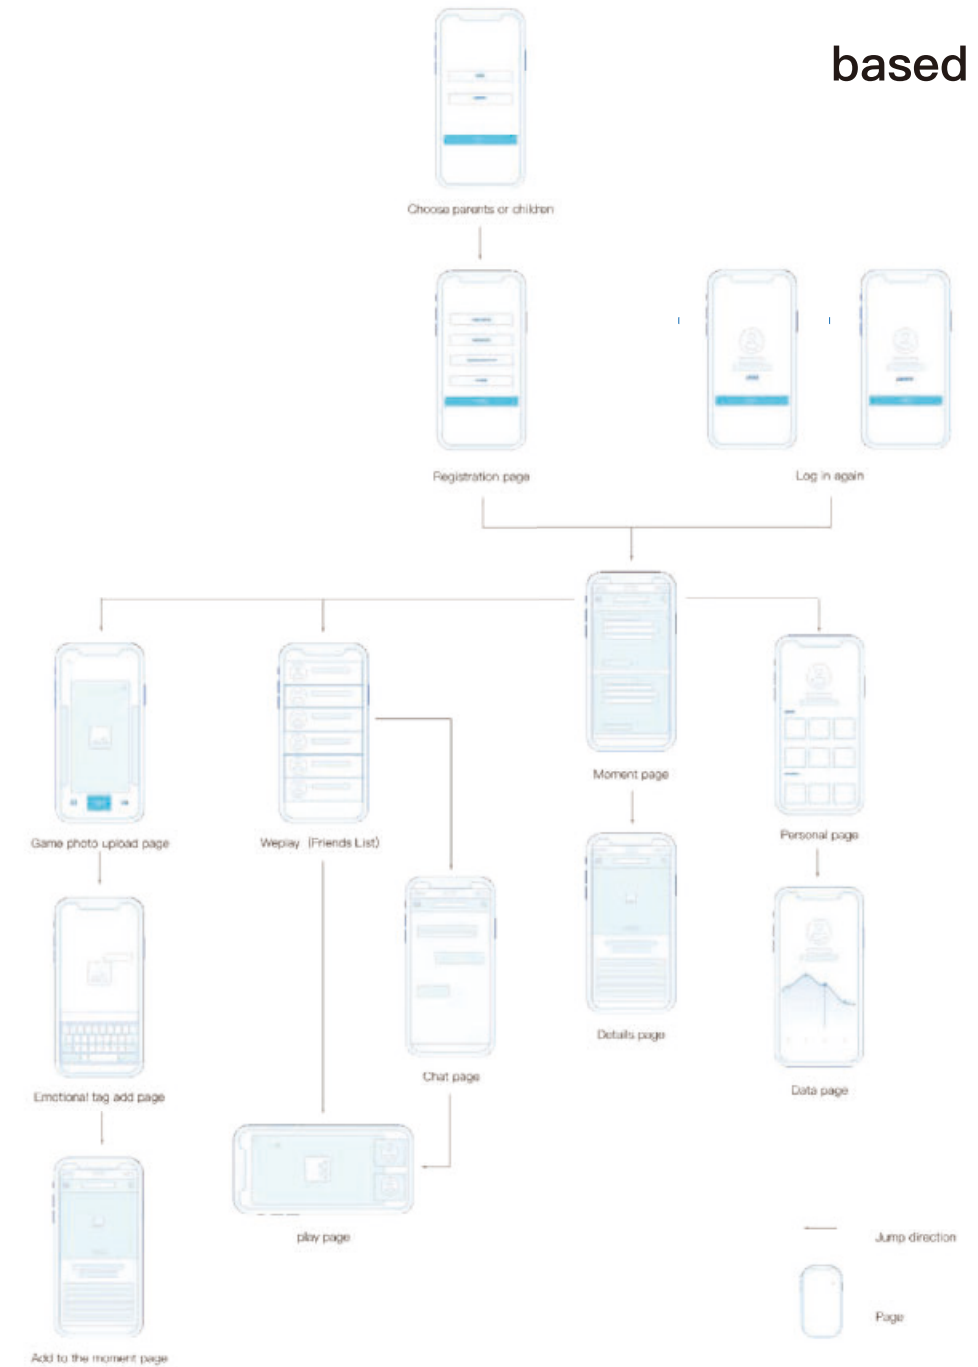 based
Choose parents or children
Registration page
Log in again
Moment page
Game photo upload page
Weplay (Friends List)
Personal page
Details page
Chat page
Data page
Emotional tag add page
play page
Jump direction
Page
Add to the moment page